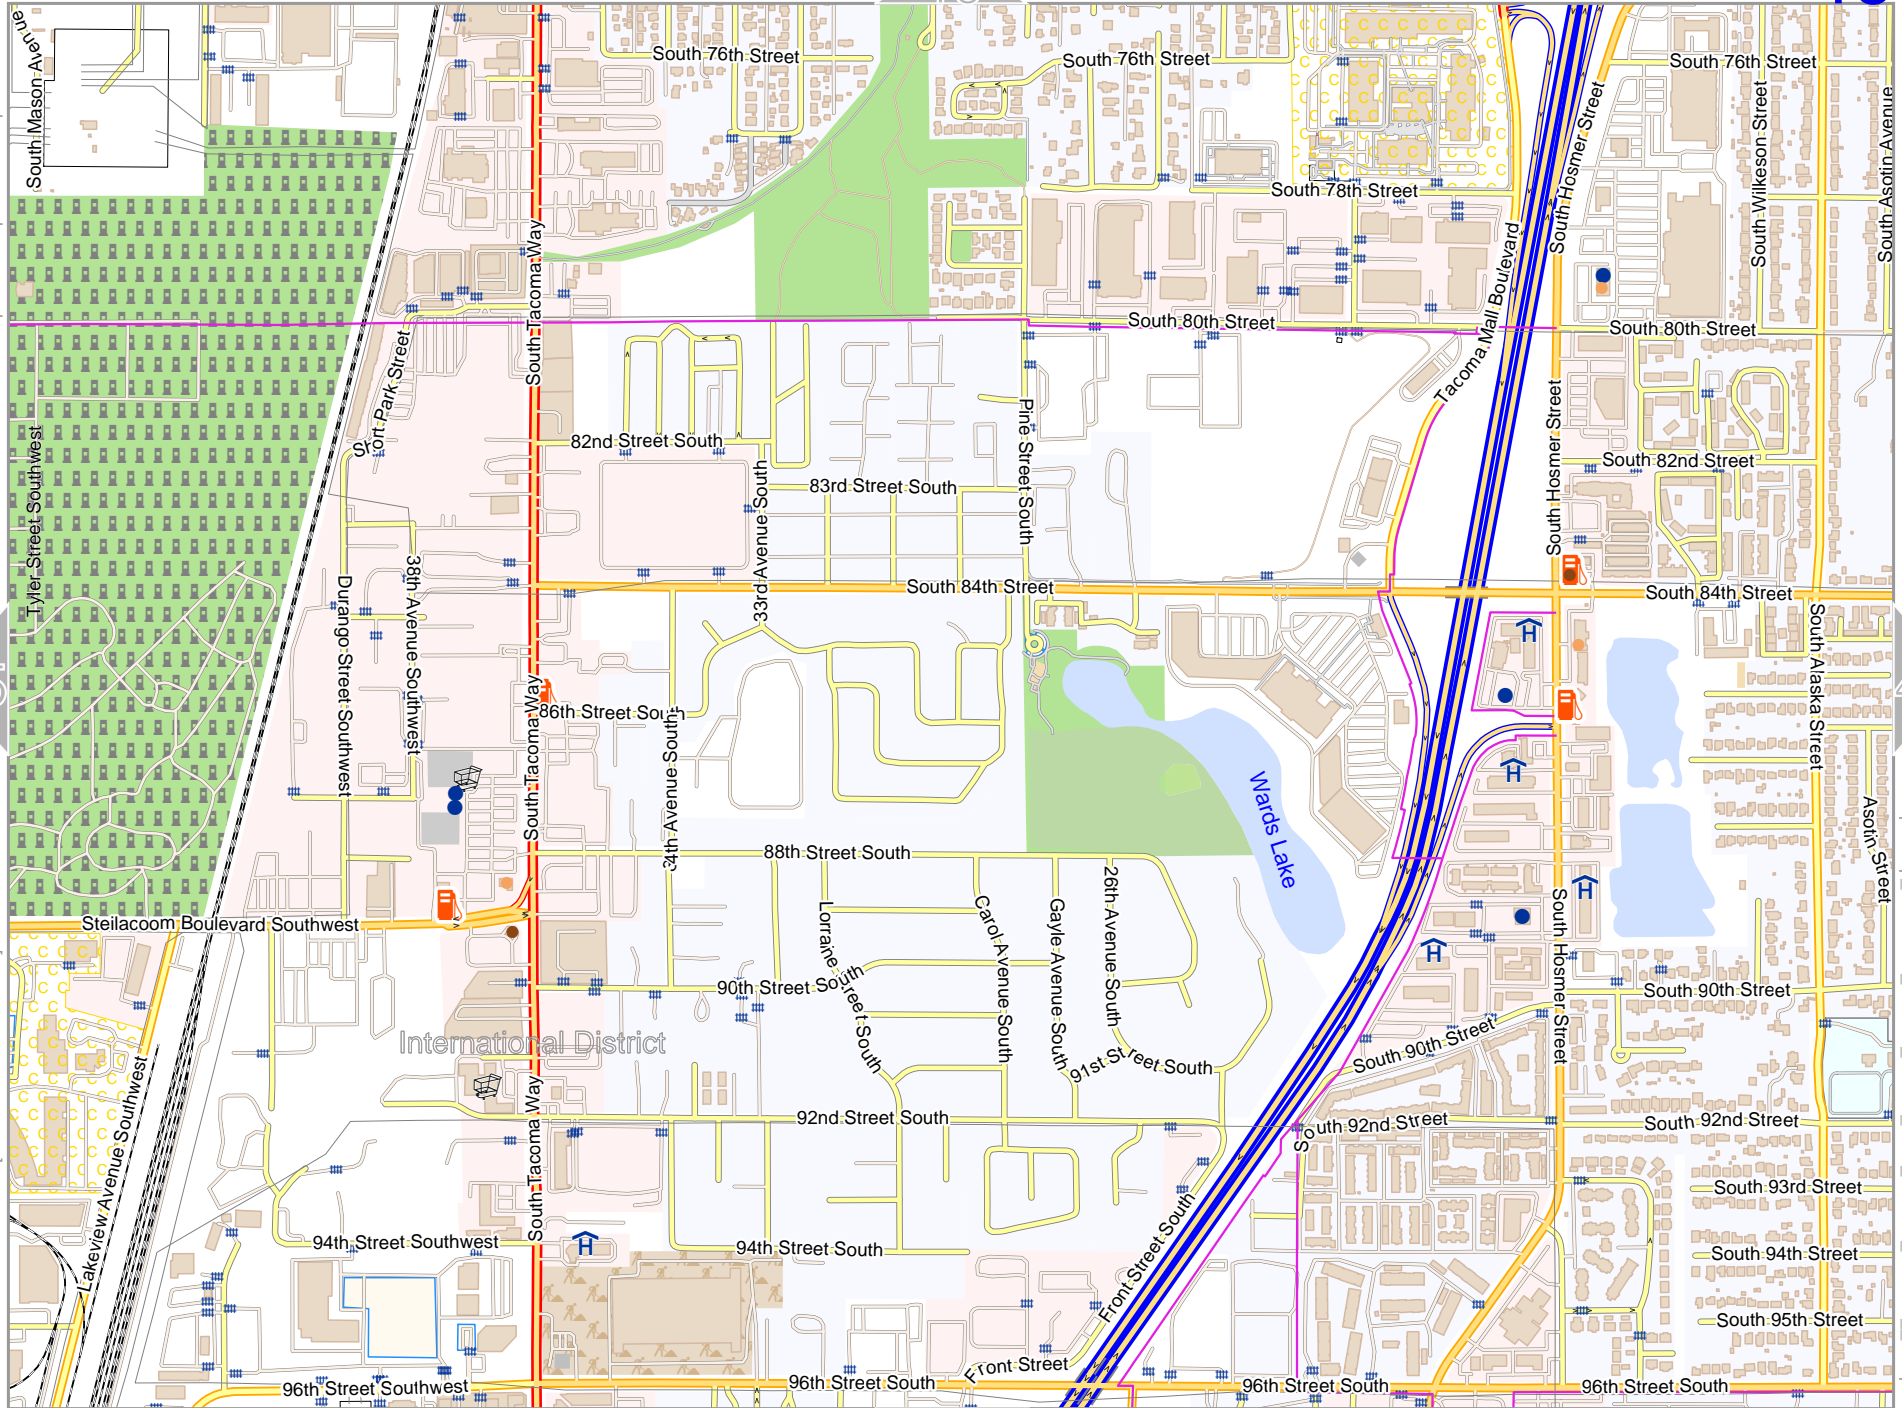 South 76th Street
South 76th Street
South 76th Street
South Mason Avenue
South Wilkeson Street
South Asotin Avenue
South Hosmer Street
South 78th Street
South Tacoma Way
Tacoma Mall Boulevard
South 80th Street
South 80th Street
Short Park Street
82nd Street South
South 82nd Street
Pine Street South
South Hosmer Street
83rd Street South
33rd Avenue South
Tyler Street Southwest
38th Avenue Southwest
Durango Street Southwest
South 84th Street
South 84th Street
South Alaska Street
86th Street South
South Tacoma Way
34th Avenue South
Wards Lake
Asotin Street
88th Street South
26th Avenue South
Gayle Avenue South
Carol Avenue South
Lorraine Street South
South Hosmer Street
Steilacoom Boulevard Southwest
90th Street South
South 90th Street
International District
South 90th Street
91st Street South
Lakeview Avenue Southwest
South Tacoma Way
92nd Street South
South 92nd Street
South 92nd Street
South 93rd Street
94th Street Southwest
94th Street South
South 94th Street
Front Street South
South 95th Street
Front Street
96th Street Southwest
96th Street South
96th Street South
96th Street South